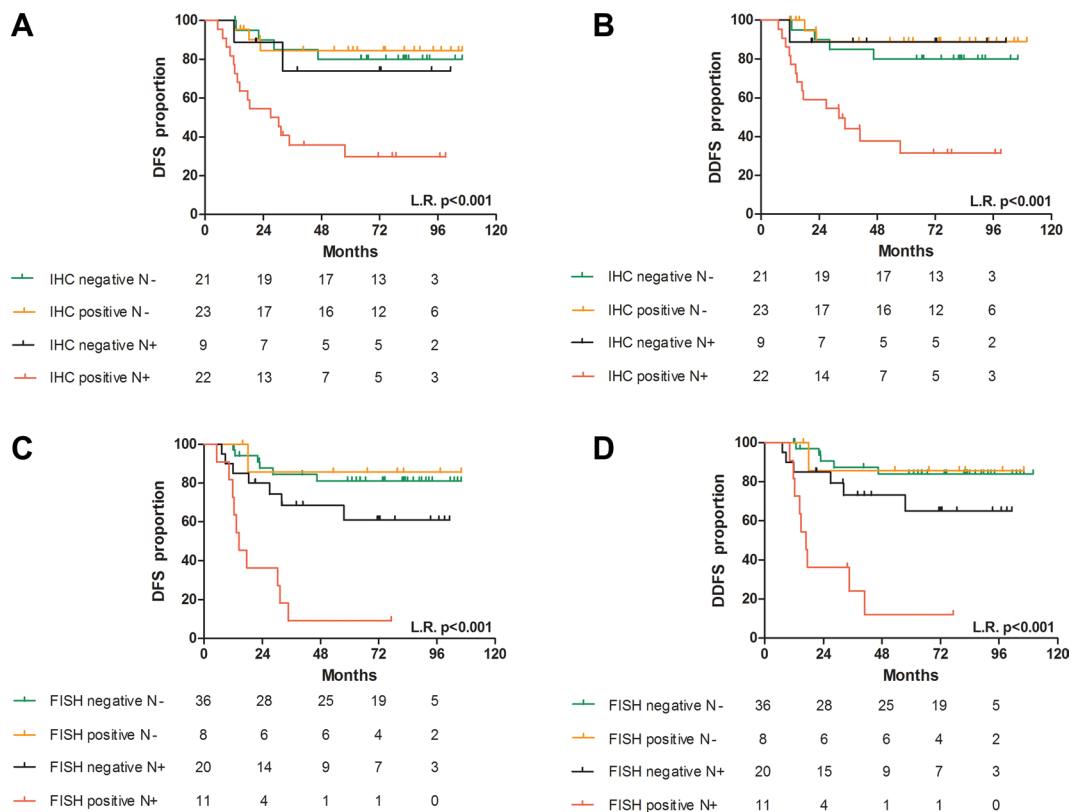 A
DFS proportion
100
80
60
40
20
0
0 24 48 72 96 120
Months
L.R. p<0.001
IHC negative N- 21 19 17 13 3
IHC positive N- 23 17 16 12 6
IHC negative N+ 9 7 5 5 2
IHC positive N+ 22 13 7 5 3
B
DDFS proportion
100
80
60
40
20
0
0 24 48 72 96 120
Months
L.R. p<0.001
IHC negative N- 21 19 17 13 3
IHC positive N- 23 17 16 12 6
IHC negative N+ 9 7 5 5 2
IHC positive N+ 22 14 7 5 3
C
DFS proportion
100
80
60
40
20
0
0 24 48 72 96 120
Months
L.R. p<0.001
FISH negative N- 36 28 25 19 5
FISH positive N- 8 6 6 4 2
FISH negative N+ 20 14 9 7 3
FISH positive N+ 11 4 1 1 0
D
DDFS proportion
100
80
60
40
20
0
0 24 48 72 96 120
Months
L.R. p<0.001
FISH negative N- 36 28 25 19 5
FISH positive N- 8 6 6 4 2
FISH negative N+ 20 15 9 7 3
FISH positive N+ 11 4 1 1 0